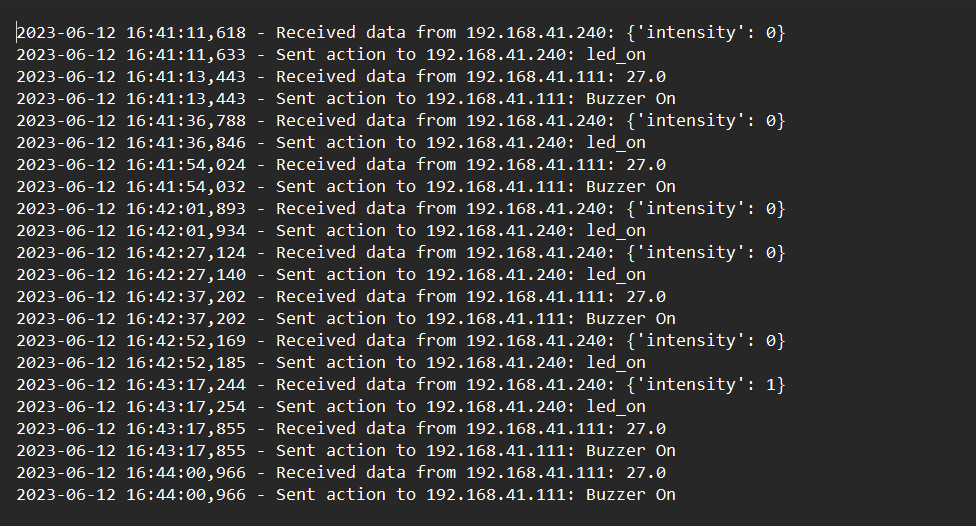 2023-06-12 16:41:11,618 - Received data from 192.168.41.240: {'intensity': 0}
2023-06-12 16:41:11,633 - Sent action to 192.168.41.240: led_on
2023-06-12 16:41:13,443 - Received data from 192.168.41.111: 27.0
2023-06-12 16:41:13,443 - Sent action to 192.168.41.111: Buzzer On
2023-06-12 16:41:36,788 - Received data from 192.168.41.240: {'intensity': 0}
2023-06-12 16:41:36,846 - Sent action to 192.168.41.240: led_on
2023-06-12 16:41:54,024 - Received data from 192.168.41.111: 27.0
2023-06-12 16:41:54,032 - Sent action to 192.168.41.111: Buzzer On
2023-06-12 16:42:01,893 - Received data from 192.168.41.240: {'intensity': 0}
2023-06-12 16:42:01,934 - Sent action to 192.168.41.240: led_on
2023-06-12 16:42:27,124 - Received data from 192.168.41.240: {'intensity': 0}
2023-06-12 16:42:27,140 - Sent action to 192.168.41.240: led_on
2023-06-12 16:42:37,202 - Received data from 192.168.41.111: 27.0
2023-06-12 16:42:37,202 - Sent action to 192.168.41.111: Buzzer On
2023-06-12 16:42:52,169 - Received data from 192.168.41.240: {'intensity': 0}
2023-06-12 16:42:52,185 - Sent action to 192.168.41.240: led_on
2023-06-12 16:43:17,244 - Received data from 192.168.41.240: {'intensity': 1}
2023-06-12 16:43:17,254 - Sent action to 192.168.41.240: led_on
2023-06-12 16:43:17,855 - Received data from 192.168.41.111: 27.0
2023-06-12 16:43:17,855 - Sent action to 192.168.41.111: Buzzer On
2023-06-12 16:44:00,966 - Received data from 192.168.41.111: 27.0
2023-06-12 16:44:00,966 - Sent action to 192.168.41.111: Buzzer On